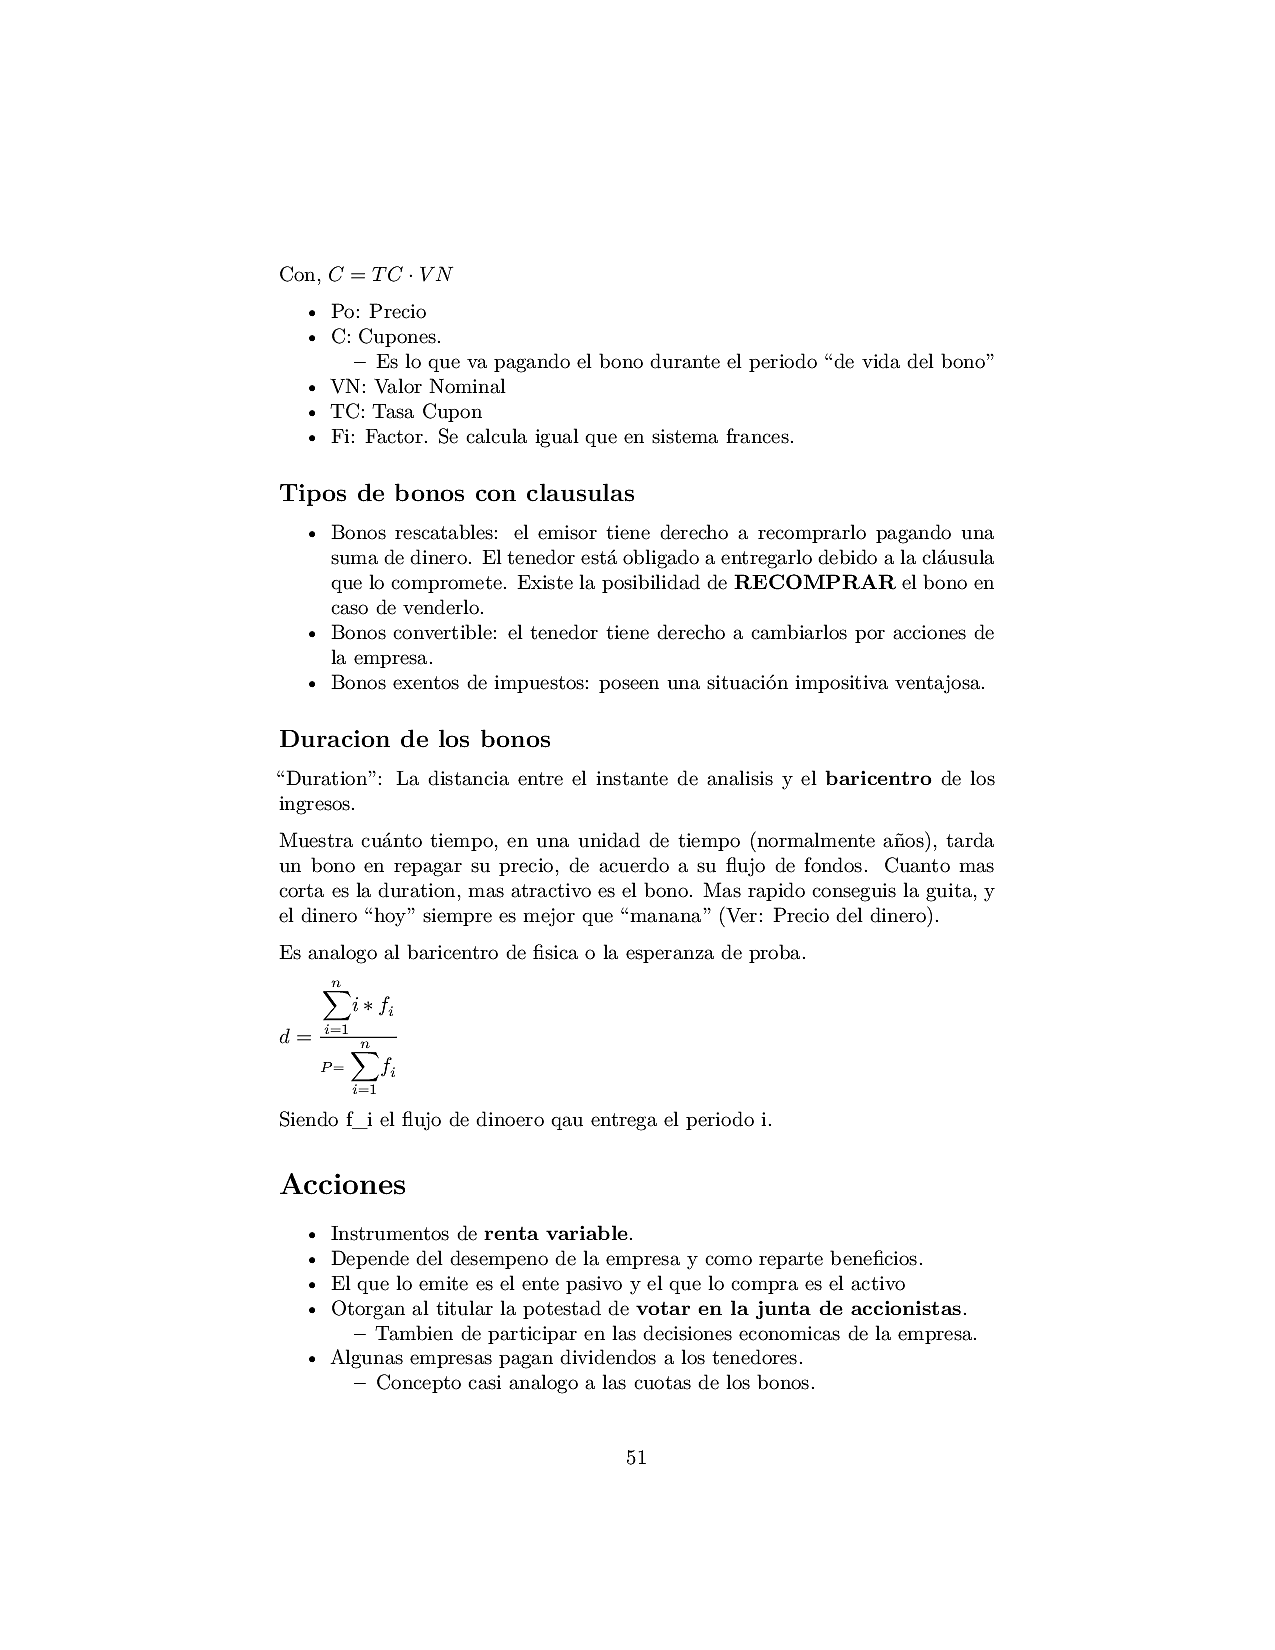 Con, C = TC · VN
• Po: Precio
• C: Cupones.
– Es lo que va pagando el bono durante el periodo “de vida del bono”
• VN: Valor Nominal
• TC: Tasa Cupon
• Fi: Factor. Se calcula igual que en sistema frances.
Tipos de bonos con clausulas
• Bonos rescatables: el emisor tiene derecho a recomprarlo pagando una
suma de dinero. El tenedor está obligado a entregarlo debido a la cláusula
que lo compromete. Existe la posibilidad de RECOMPRAR el bono en
caso de venderlo.
• Bonos convertible: el tenedor tiene derecho a cambiarlos por acciones de
la empresa.
• Bonos exentos de impuestos: poseen una situación impositiva ventajosa.
Duracion de los bonos
“Duration”: La distancia entre el instante de analisis y el baricentro de los
ingresos.
Muestra cuánto tiempo, en una unidad de tiempo (normalmente años), tarda
un bono en repagar su precio, de acuerdo a su flujo de fondos. Cuanto mas
corta es la duration, mas atractivo es el bono. Mas rapido conseguis la guita, y
el dinero “hoy” siempre es mejor que “manana” (Ver: Precio del dinero).
Es analogo al baricentro de fisica o la esperanza de proba.
d = \frac{\sum_{i=1}^{n} i * f_i}{P= \sum_{i=1}^{n} f_i}
Siendo f_i el flujo de dinoero qau entrega el periodo i.
Acciones
• Instrumentos de renta variable.
• Depende del desempeno de la empresa y como reparte beneficios.
• El que lo emite es el ente pasivo y el que lo compra es el activo
• Otorgan al titular la potestad de votar en la junta de accionistas.
– Tambien de participar en las decisiones economicas de la empresa.
• Algunas empresas pagan dividendos a los tenedores.
– Concepto casi analogo a las cuotas de los bonos.
51